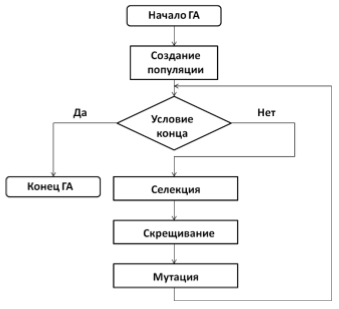 Начало ГА
Создание
популяции
Да
Условие
конца
Нет
Конец ГА
Селекция
Скрещивание
Мутация